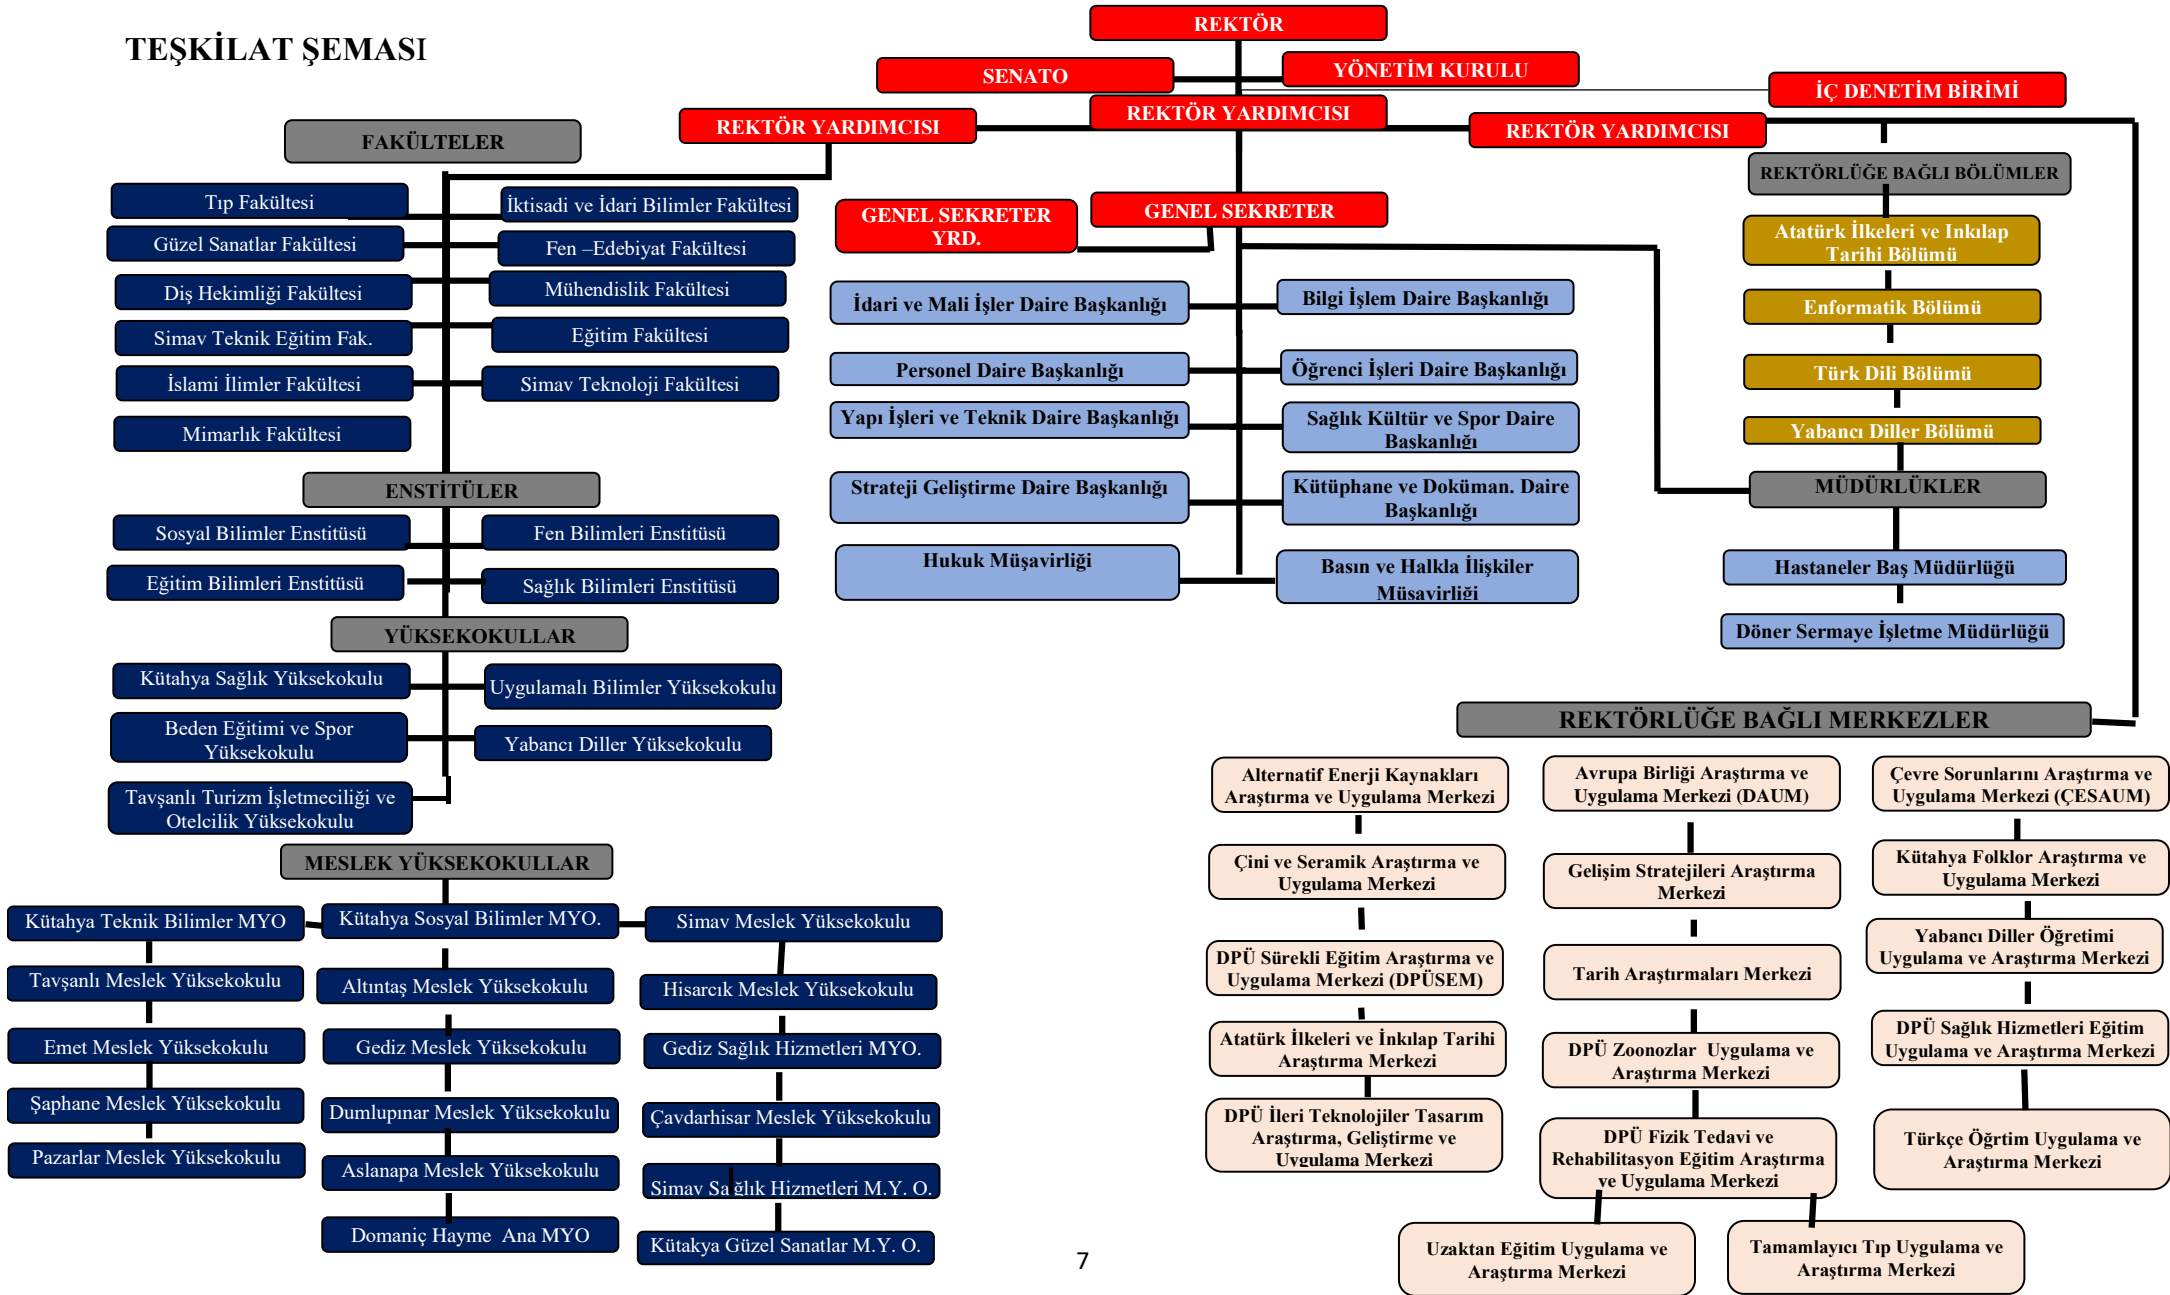 TEŞKİLAT ŞEMASI
REKTÖR
SENATO
YÖNETİM KURULU
İÇ DENETİM BİRİMİ
REKTÖR YARDIMCISI
REKTÖR YARDIMCISI
REKTÖR YARDIMCISI
FAKÜLTELER
Tıp Fakültesi
İktisadi ve İdari Bilimler Fakültesi
Güzel Sanatlar Fakültesi
Fen –Edebiyat Fakültesi
Diş Hekimliği Fakültesi
Mühendislik Fakültesi
Simav Teknik Eğitim Fak.
Eğitim Fakültesi
İslami İlimler Fakültesi
Simav Teknoloji Fakültesi
Mimarlık Fakültesi
ENSTİTÜLER
Sosyal Bilimler Enstitüsü
Fen Bilimleri Enstitüsü
Eğitim Bilimleri Enstitüsü
Sağlık Bilimleri Enstitüsü
YÜKSEKOKULLAR
Kütahya Sağlık Yüksekokulu
Uygulamalı Bilimler Yüksekokulu
Beden Eğitimi ve Spor
Yüksekokulu
Yabancı Diller Yüksekokulu
Tavşanlı Turizm İşletmeciliği ve
Otelcilik Yüksekokulu
MESLEK YÜKSEKOKULLAR
Kütahya Teknik Bilimler MYO
Kütahya Sosyal Bilimler MYO.
Simav Meslek Yüksekokulu
Tavşanlı Meslek Yüksekokulu
Altıntaş Meslek Yüksekokulu
Hisarcık Meslek Yüksekokulu
Emet Meslek Yüksekokulu
Gediz Meslek Yüksekokulu
Gediz Sağlık Hizmetleri MYO.
Şaphane Meslek Yüksekokulu
Dumlupınar Meslek Yüksekokulu
Çavdarhisar Meslek Yüksekokulu
Pazarlar Meslek Yüksekokulu
Aslanapa Meslek Yüksekokulu
Simav Sağlık Hizmetleri M.Y. O.
Domaniç Hayme Ana MYO
Kütakya Güzel Sanatlar M.Y. O.
GENEL SEKRETER
YRD.
GENEL SEKRETER
İdari ve Mali İşler Daire Başkanlığı
Bilgi İşlem Daire Başkanlığı
Personel Daire Başkanlığı
Öğrenci İşleri Daire Başkanlığı
Yapı İşleri ve Teknik Daire Başkanlığı
Sağlık Kültür ve Spor Daire
Başkanlığı
Strateji Geliştirme Daire Başkanlığı
Kütüphane ve Doküman. Daire
Başkanlığı
Hukuk Müşavirliği
Basın ve Halkla İlişkiler
Müşavirliği
REKTÖRLÜĞE BAĞLI BÖLÜMLER
Atatürk İlkeleri ve Inkılap
Tarihi Bölümü
Enformatik Bölümü
Türk Dili Bölümü
Yabancı Diller Bölümü
MÜDÜRLÜKLER
Hastaneler Baş Müdürlüğü
Döner Sermaye İşletme Müdürlüğü
REKTÖRLÜĞE BAĞLI MERKEZLER
Alternatif Enerji Kaynakları
Araştırma ve Uygulama Merkezi
Avrupa Birliği Araştırma ve
Uygulama Merkezi (DAUM)
Çevre Sorunlarını Araştırma ve
Uygulama Merkezi (ÇESAUM)
Çini ve Seramik Araştırma ve
Uygulama Merkezi
Gelişim Stratejileri Araştırma
Merkezi
Kütahya Folklor Araştırma ve
Uygulama Merkezi
DPÜ Sürekli Eğitim Araştırma ve
Uygulama Merkezi (DPÜSEM)
Tarih Araştırmaları Merkezi
Yabancı Diller Öğretimi
Uygulama ve Araştırma Merkezi
Atatürk İlkeleri ve İnkılap Tarihi
Araştırma Merkezi
DPÜ Zoonozlar Uygulama ve
Araştırma Merkezi
DPÜ Sağlık Hizmetleri Eğitim
Uygulama ve Araştırma Merkezi
DPÜ İleri Teknolojiler Tasarım
Araştırma, Geliştirme ve
Uygulama Merkezi
DPÜ Fizik Tedavi ve
Rehabilitasyon Eğitim Araştırma
ve Uygulama Merkezi
Türkçe Öğrtim Uygulama ve
Araştırma Merkezi
Uzaktan Eğitim Uygulama ve
Araştırma Merkezi
Tamamlayıcı Tıp Uygulama ve
Araştırma Merkezi
7